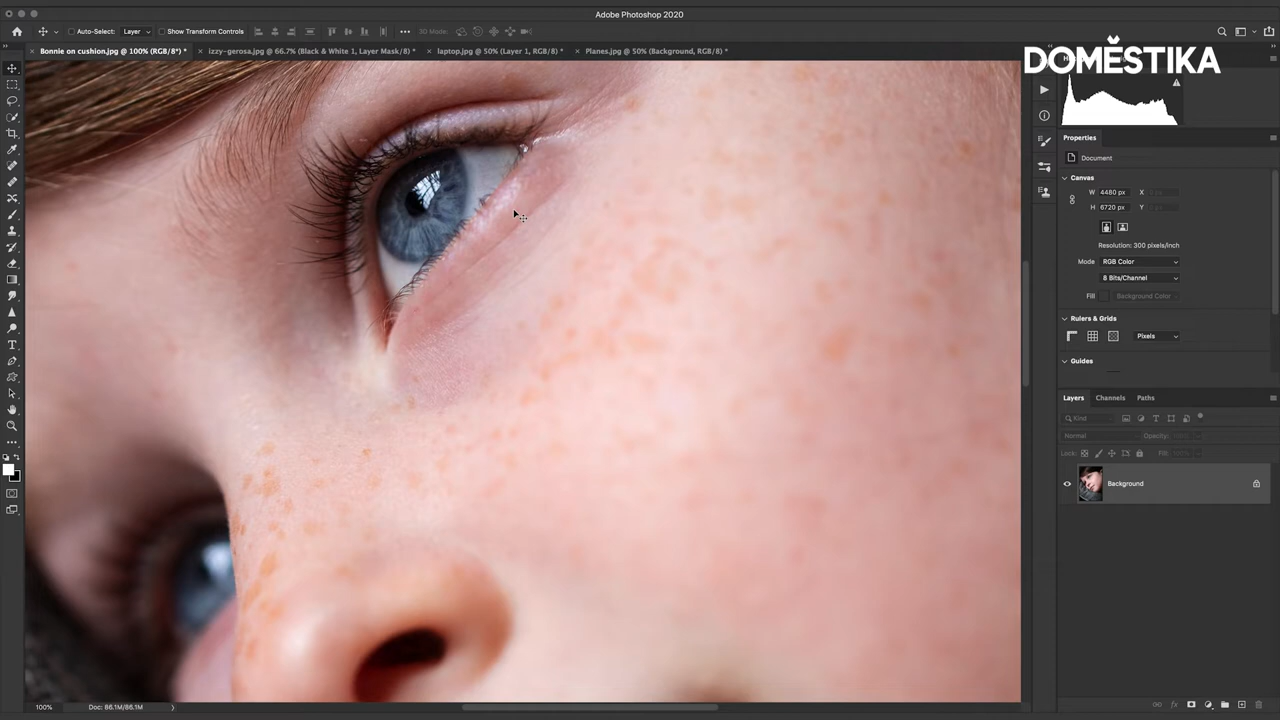 Adobe Photoshop 2020
Auto-Select: Layer Show Transform Controls 3D Mode:
Bonnie on cushion.jpg @ 100% (RGB/8*) * izzy-gerosa.jpg @ 66.7% (Black & White 1, Layer Mask/8) * laptop.jpg @ 50% (Layer 1, RGB/8) * Planes.jpg @ 50% (Background, RGB/8) *
DOMĚSTIKA
Properties
Document
Canvas
W 4480 px X
H 6720 px Y
Resolution: 300 pixels/inch
Mode RGB Color
8 Bits/Channel
Fill Background Color
Rulers & Grids
Pixels
Guides
Layers Channels Paths
Kind
Normal Opacity: 100%
Lock: Fill: 100%
Background
100% Doc: 86.1M/86.1M